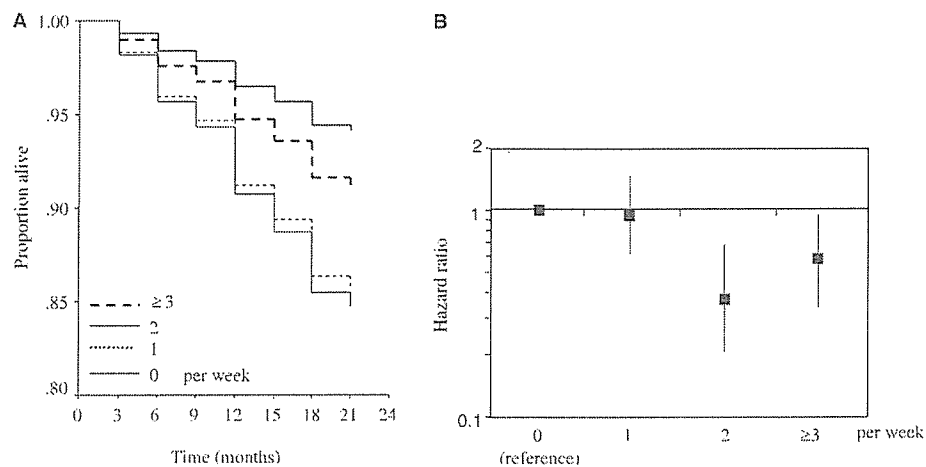 A
1.00
.95
.90
.85
.80
Proportion alive
≥3
2
1
0 per week
0 3 6 9 12 15 18 21 24
Time (months)
B
2
1
0.1
Hazard ratio
0 1 2 ≥3 per week
(reference)